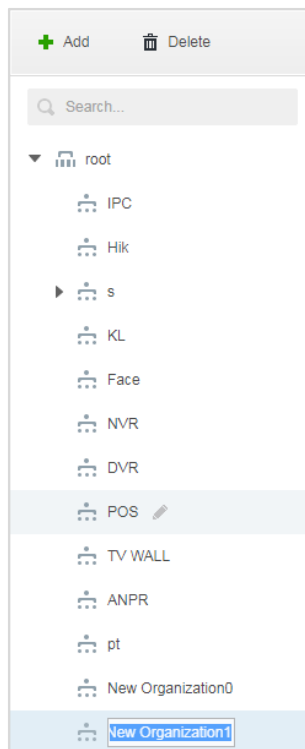 Add Delete
Search...
root
IPC
Hik
s
KL
Face
NVR
DVR
POS
TV WALL
ANPR
pt
New Organization0
New Organization1